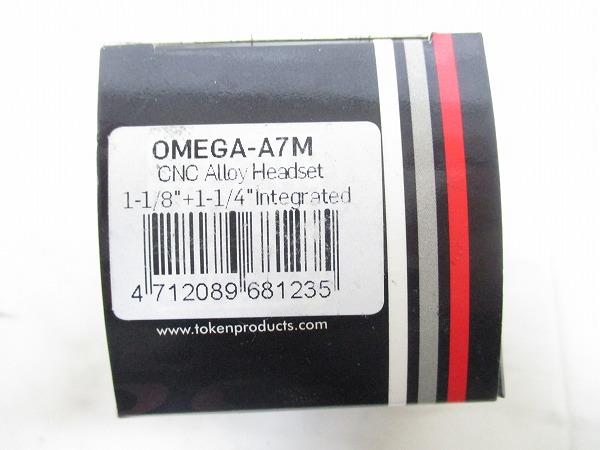 OMEGA-A7M
CNC Alloy Headset
1-1/8"+1-1/4"Integrated
4 712089 681235
www.tokenproducts.com